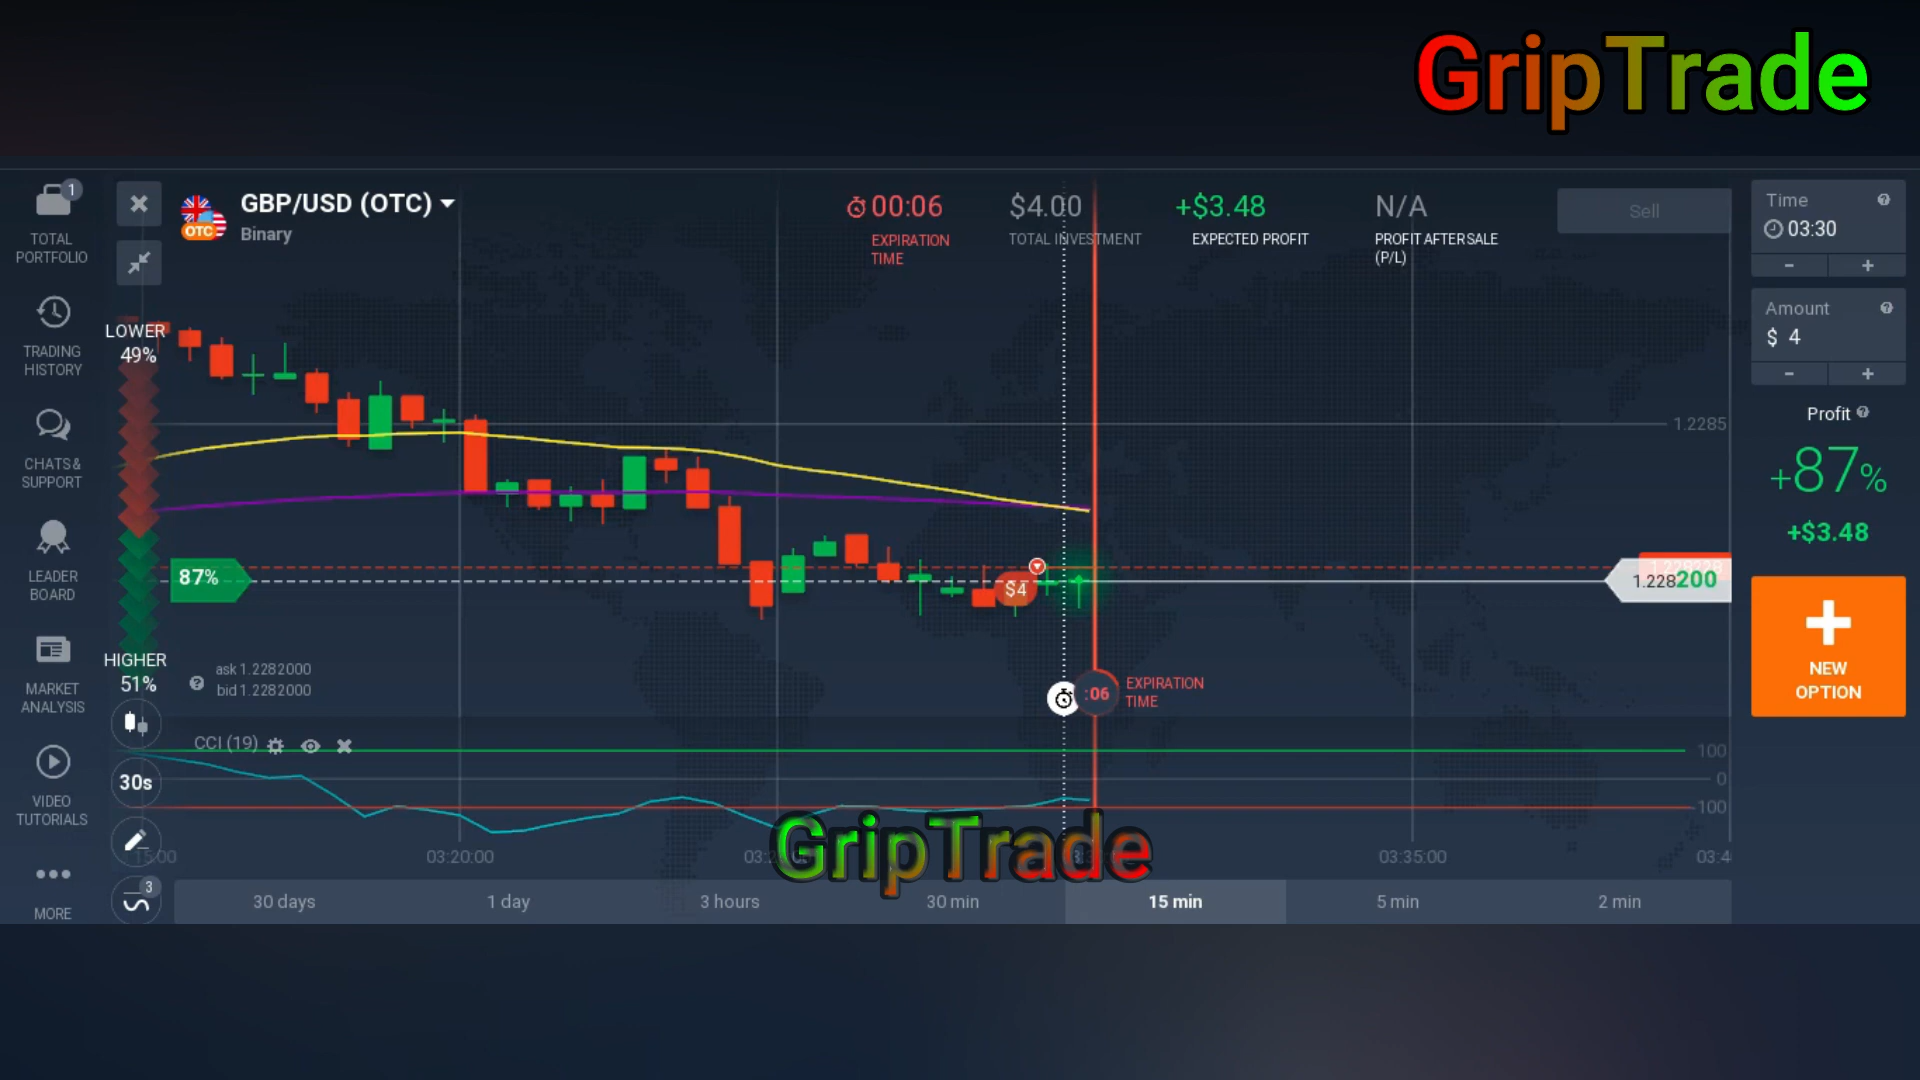 GripTrade
1
TOTAL
PORTFOLIO
TRADING
HISTORY
CHATS &
SUPPORT
LEADER
BOARD
MARKET
ANALYSIS
VIDEO
TUTORIALS
MORE
OTC
GBP/USD (OTC)
Binary
00:06
EXPIRATION
TIME
$4.00
TOTAL INVESTMENT
+$3.48
EXPECTED PROFIT
N/A
PROFIT AFTER SALE
(P/L)
Sell
Time
03:30
- +
Amount
$ 4
- +
Profit
+87%
+$3.48
NEW
OPTION
LOWER
49%
87%
$4
1.2285
1.228200
HIGHER
51%
ask 1.2282000
bid 1.2282000
:06
EXPIRATION
TIME
CCI (19)
100
0
-100
30s
3
15:00
03:20:00
03:35:00
GripTrade
30 days
1 day
3 hours
30 min
15 min
5 min
2 min